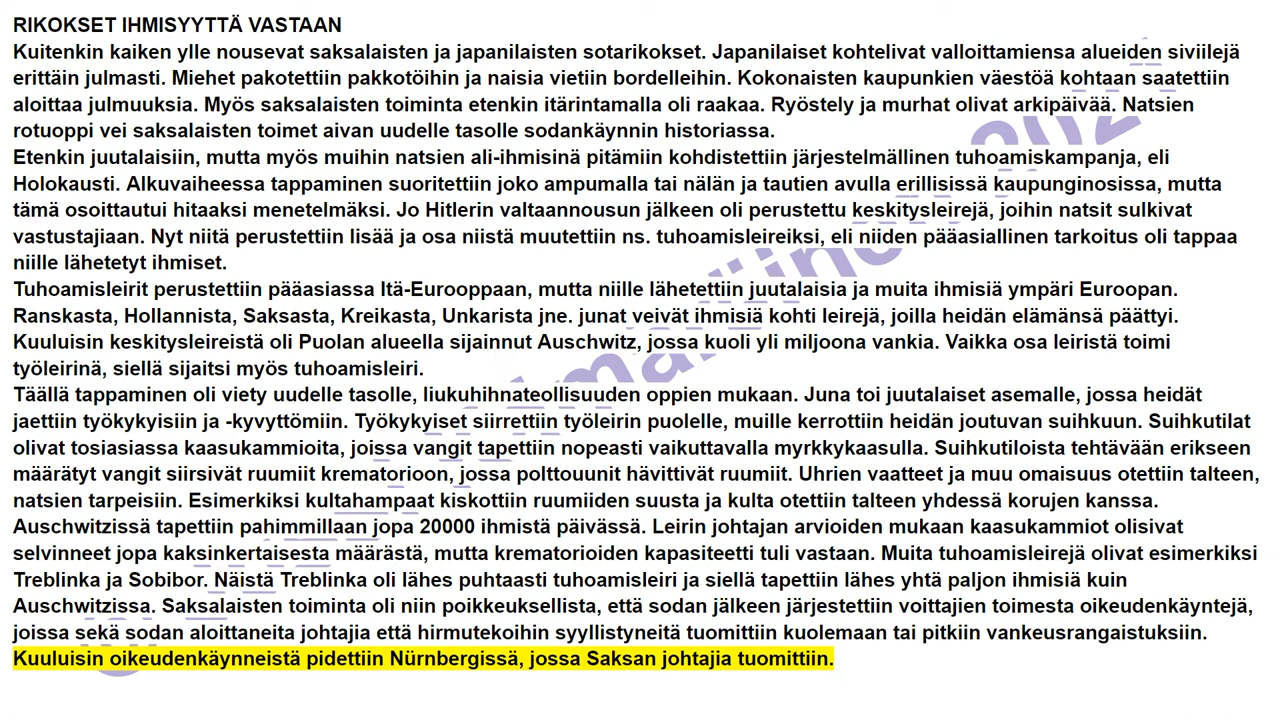 RIKOKSET IHMISYYTTÄ VASTAAN
Kuitenkin kaiken ylle nousevat saksalaisten ja japanilaisten sotarikokset. Japanilaiset kohtelivat valloittamiensa alueiden siviilejä
erittäin julmasti. Miehet pakotettiin pakkotöihin ja naisia vietiin bordelleihin. Kokonaisten kaupunkien väestöä kohtaan saatettiin
aloittaa julmuuksia. Myös saksalaisten toiminta etenkin itärintamalla oli raakaa. Ryöstely ja murhat olivat arkipäivää. Natsien
rotuoppi vei saksalaisten toimet aivan uudelle tasolle sodankäynnin historiassa.
Etenkin juutalaisiin, mutta myös muihin natsien ali-ihmisinä pitämiin kohdistettiin järjestelmällinen tuhoamiskampanja, eli
Holokausti. Alkuvaiheessa tappaminen suoritettiin joko ampumalla tai nälän ja tautien avulla erillisissä kaupunginosissa, mutta
tämä osoittautui hitaaksi menetelmäksi. Jo Hitlerin valtaannousun jälkeen oli perustettu keskitysleirejä, joihin natsit sulkivat
vastustajiaan. Nyt niitä perustettiin lisää ja osa niistä muutettiin ns. tuhoamisleireiksi, eli niiden pääasiallinen tarkoitus oli tappaa
niille lähetetyt ihmiset.
Tuhoamisleirit perustettiin pääasiassa Itä-Eurooppaan, mutta niille lähetettiin juutalaisia ja muita ihmisiä ympäri Euroopan.
Ranskasta, Hollannista, Saksasta, Kreikasta, Unkarista jne. junat veivät ihmisiä kohti leirejä, joilla heidän elämänsä päättyi.
Kuuluisin keskitysleireistä oli Puolan alueella sijainnut Auschwitz, jossa kuoli yli miljoona vankia. Vaikka osa leiristä toimi
työleirinä, siellä sijaitsi myös tuhoamisleiri.
Täällä tappaminen oli viety uudelle tasolle, liukuhihnateollisuuden oppien mukaan. Juna toi juutalaiset asemalle, jossa heidät
jaettiin työkykyisiin ja -kyvyttömiin. Työkykyiset siirrettiin työleirin puolelle, muille kerrottiin heidän joutuvan suihkuun. Suihkutilat
olivat tosiasiassa kaasukammioita, joissa vangit tapettiin nopeasti vaikuttavalla myrkkykaasulla. Suihkutiloista tehtävään erikseen
määrätyt vangit siirsivät ruumiit krematorioon, jossa polttouunit hävittivät ruumiit. Uhrien vaatteet ja muu omaisuus otettiin talteen,
natsien tarpeisiin. Esimerkiksi kultahampaat kiskottiin ruumiiden suusta ja kulta otettiin talteen yhdessä korujen kanssa.
Auschwitzissä tapettiin pahimmillaan jopa 20000 ihmistä päivässä. Leirin johtajan arvioiden mukaan kaasukammiot olisivat
selvinneet jopa kaksinkertaisesta määrästä, mutta krematorioiden kapasiteetti tuli vastaan. Muita tuhoamisleirejä olivat esimerkiksi
Treblinka ja Sobibor. Näistä Treblinka oli lähes puhtaasti tuhoamisleiri ja siellä tapettiin lähes yhtä paljon ihmisiä kuin
Auschwitzissa. Saksalaisten toiminta oli niin poikkeuksellista, että sodan jälkeen järjestettiin voittajien toimesta oikeudenkäyntejä,
joissa sekä sodan aloittaneita johtajia että hirmutekoihin syyllistyneitä tuomittiin kuolemaan tai pitkiin vankeusrangaistuksiin.
Kuuluisin oikeudenkäynneistä pidettiin Nürnbergissä, jossa Saksan johtajia tuomittiin.